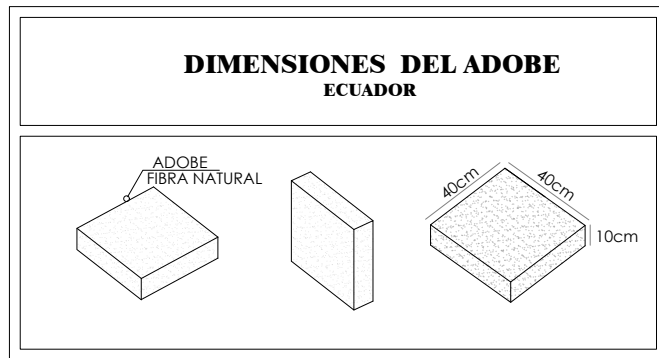 DIMENSIONES DEL ADOBE
ECUADOR
ADOBE
FIBRA NATURAL
40cm
40cm
10cm